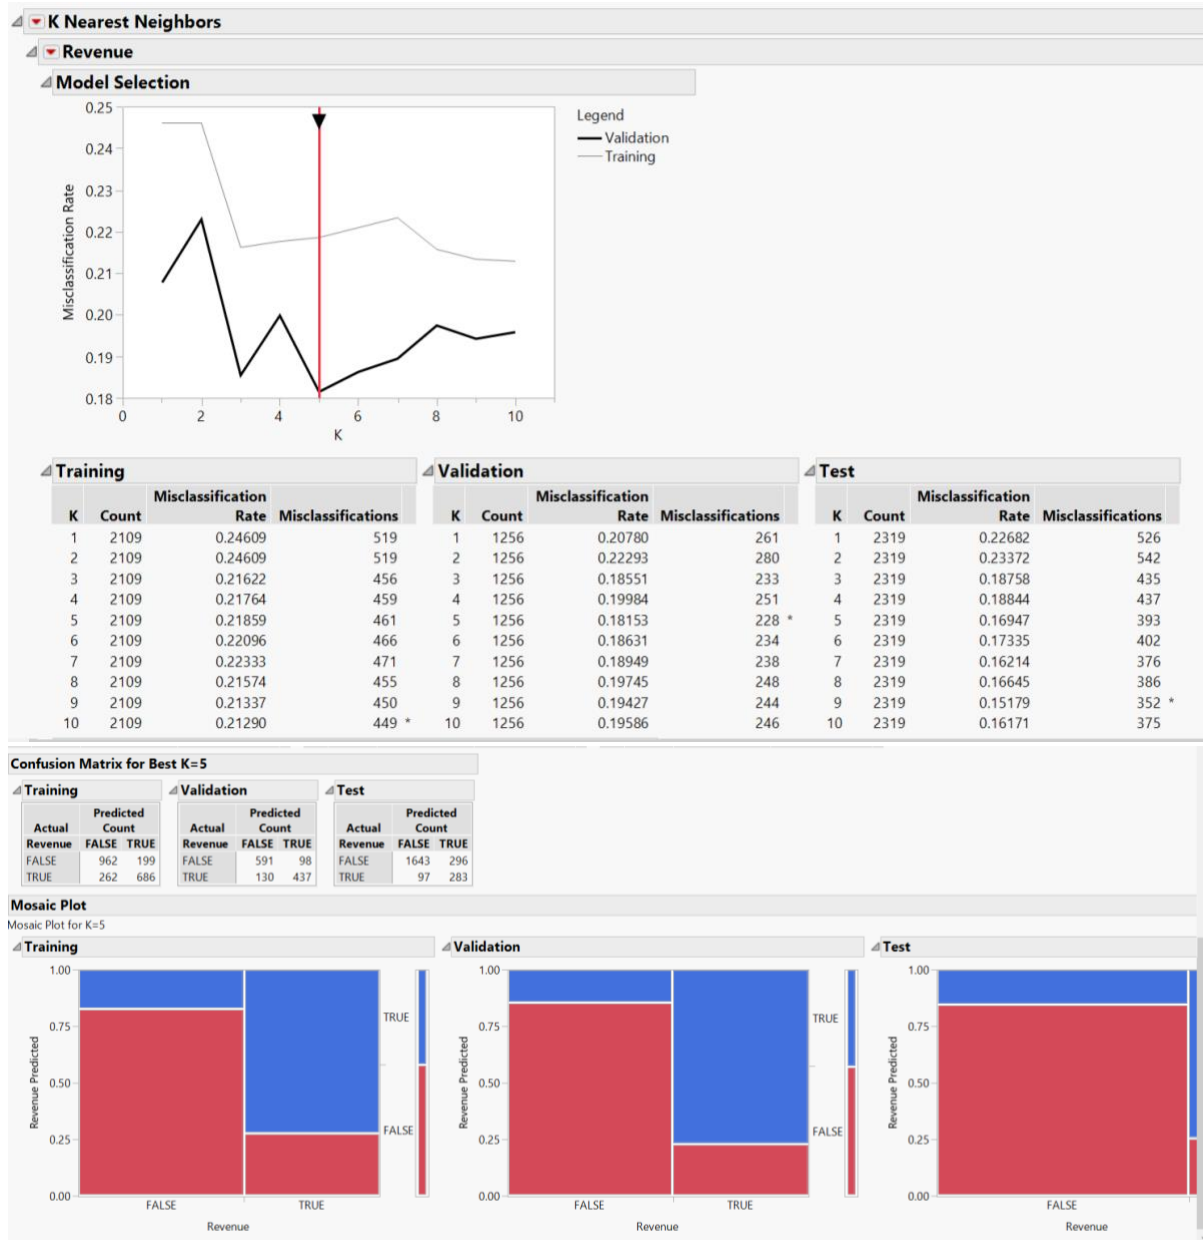 K Nearest Neighbors
Revenue
Model Selection
0.25
0.24
0.23
0.22
0.21
0.20
0.19
0.18
Misclassification Rate
0 2 4 6 8 10
K
Legend
Validation
Training
Training
Misclassification
K Count Rate Misclassifications
1 2109 0.24609 519
2 2109 0.24609 519
3 2109 0.21622 456
4 2109 0.21764 459
5 2109 0.21859 461
6 2109 0.22096 466
7 2109 0.22333 471
8 2109 0.21574 455
9 2109 0.21337 450
10 2109 0.21290 449 *
Validation
Misclassification
K Count Rate Misclassifications
1 1256 0.20780 261
2 1256 0.22293 280
3 1256 0.18551 233
4 1256 0.19984 251
5 1256 0.18153 228 *
6 1256 0.18631 234
7 1256 0.18949 238
8 1256 0.19745 248
9 1256 0.19427 244
10 1256 0.19586 246
Test
Misclassification
K Count Rate Misclassifications
1 2319 0.22682 526
2 2319 0.23372 542
3 2319 0.18758 435
4 2319 0.18844 437
5 2319 0.16947 393
6 2319 0.17335 402
7 2319 0.16214 376
8 2319 0.16645 386
9 2319 0.15179 352 *
10 2319 0.16171 375
Confusion Matrix for Best K=5
Training
Predicted
Actual Count
Revenue FALSE TRUE
FALSE 962 199
TRUE 262 686
Validation
Predicted
Actual Count
Revenue FALSE TRUE
FALSE 591 98
TRUE 130 437
Test
Predicted
Actual Count
Revenue FALSE TRUE
FALSE 1643 296
TRUE 97 283
Mosaic Plot
Mosaic Plot for K=5
Training
1.00
0.75
0.50
0.25
0.00
Revenue Predicted
TRUE
FALSE
FALSE TRUE
Revenue
Validation
1.00
0.75
0.50
0.25
0.00
Revenue Predicted
TRUE
FALSE
FALSE TRUE
Revenue
Test
1.00
0.75
0.50
0.25
0.00
Revenue Predicted
FALSE
Revenue